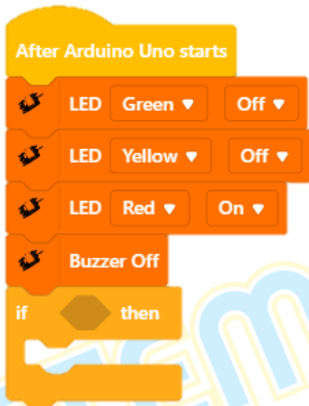 After Arduino Uno starts
LED Green Off
LED Yellow Off
LED Red On
Buzzer Off
if then